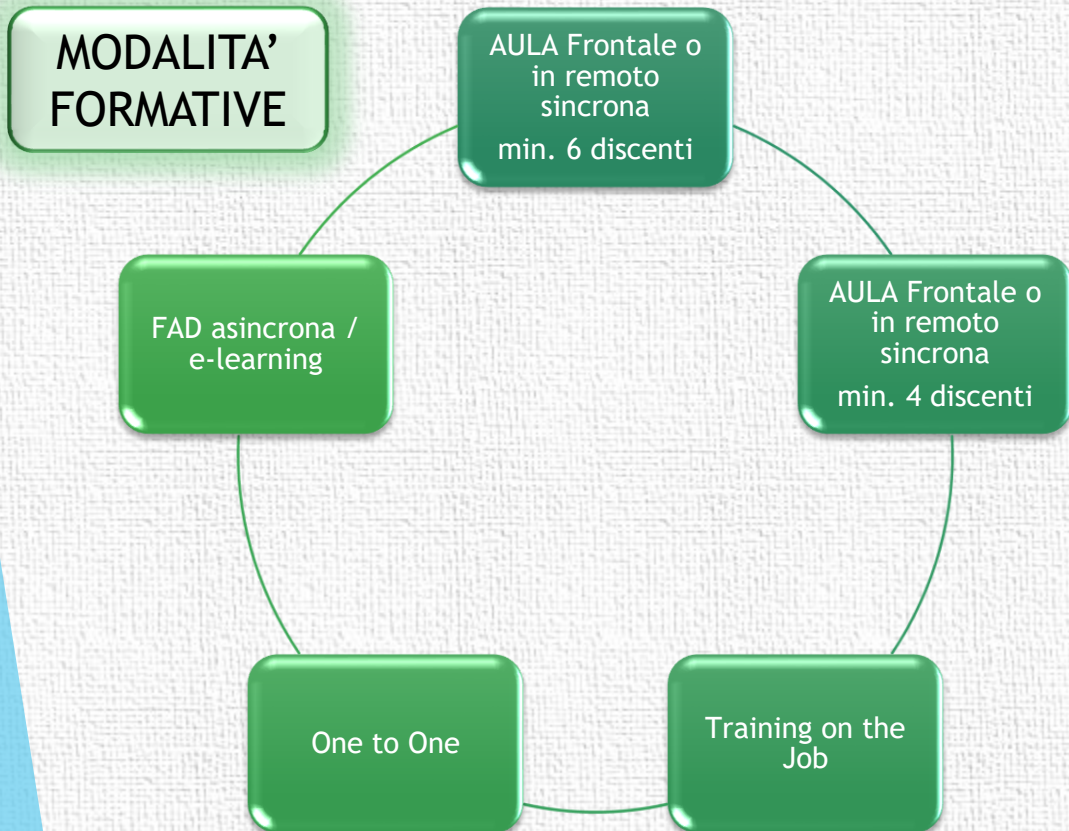 MODALITA’
FORMATIVE
AULA Frontale o
in remoto
sincrona
min. 6 discenti
AULA Frontale o
in remoto
sincrona
min. 4 discenti
Training on the
Job
One to One
FAD asincrona /
e-learning